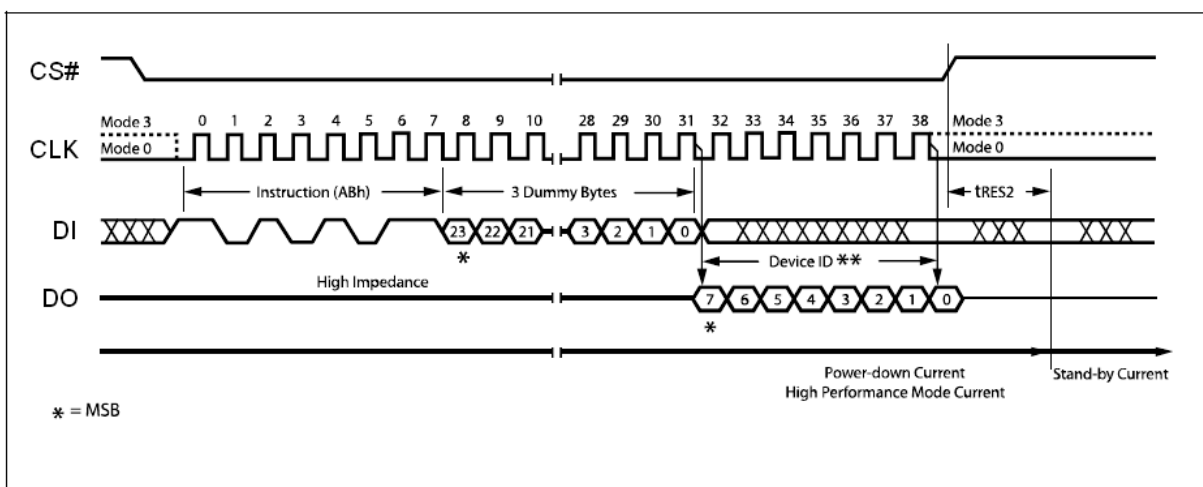 CS#
Mode 3 0 1 2 3 4 5 6 7 8 9 10 28 29 30 31 32 33 34 35 36 37 38 Mode 3
CLK Mode 0 Mode 0
Instruction (ABh) 3 Dummy Bytes tRES2
DI 23 22 21 3 2 1 0
* Device ID **
High Impedance
DO 7 6 5 4 3 2 1 0
*
Power-down Current Stand-by Current
High Performance Mode Current
* = MSB